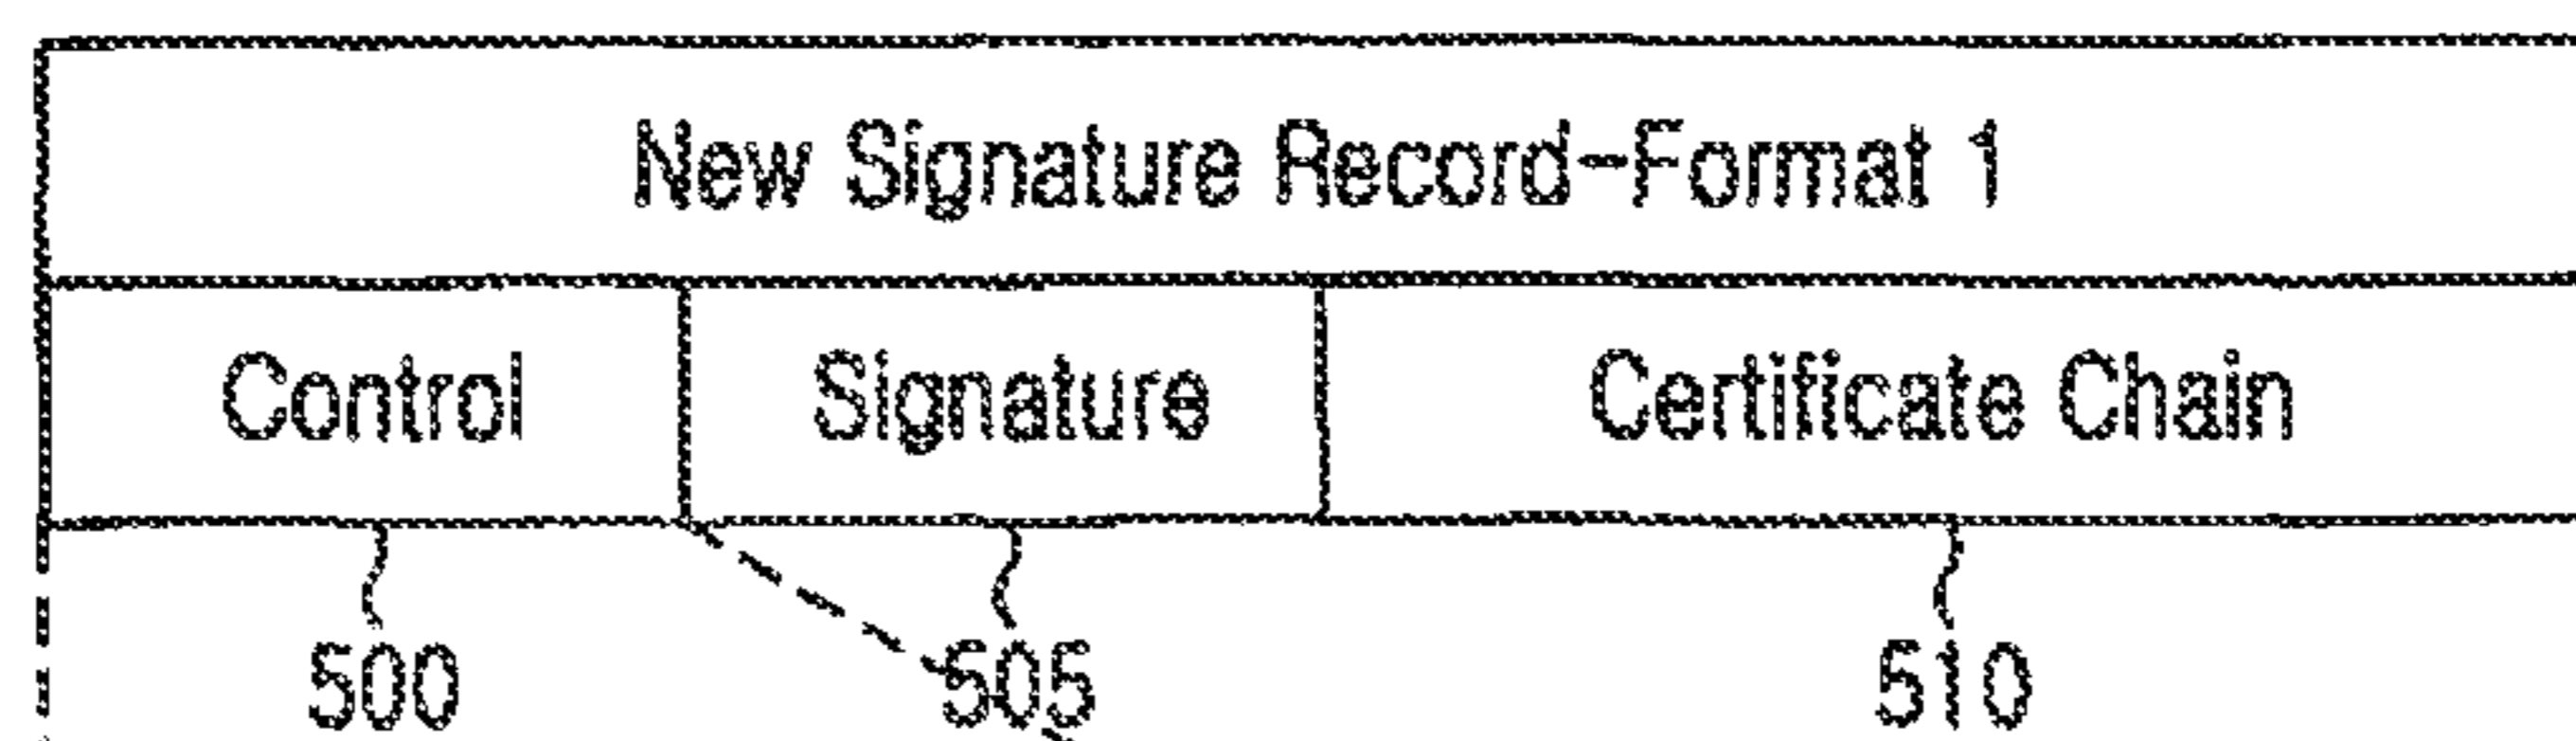 New Signature Record-Format 1
Control Signature Certificate Chain
500 505 510